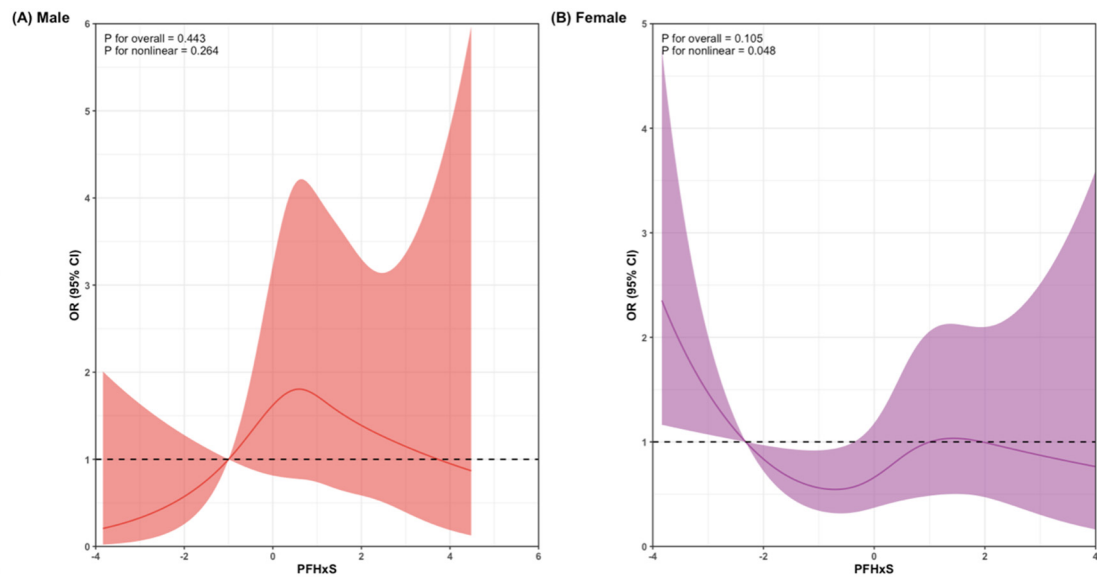 (A) Male
P for overall = 0.443
P for nonlinear = 0.264
OR (95% CI)
6
5
4
3
2
1
0
-4
-2
0
2
4
6
PFHxS
(B) Female
P for overall = 0.105
P for nonlinear = 0.048
OR (95% CI)
5
4
3
2
1
0
-4
-2
0
2
4
PFHxS